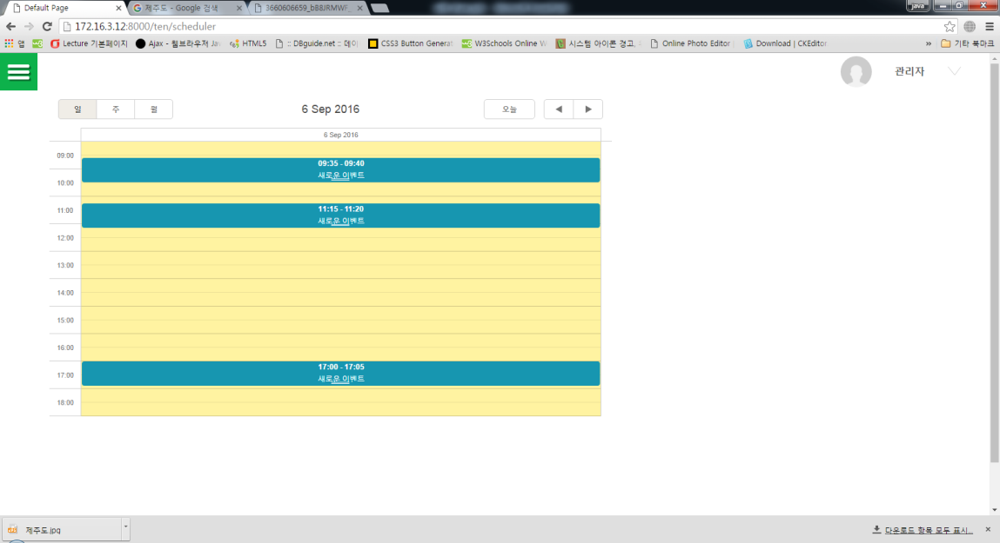 Default Page
제주도 - Google 검색
3660606659_bB8JRMWF_
java
172.16.3.12:8000/ten/scheduler
앱
Lecture 기본페이지
Ajax - 웹브라우저 Ja
HTML5
:: DBguide.net :: 데이
CSS3 Button Generat
W3Schools Online W
시스템 아이콘 경고,
Online Photo Editor
Download | CKEditor
»
기타 북마크
관리자
일
주
월
6 Sep 2016
오늘
6 Sep 2016
09:00
09:35 - 09:40
새로운 이벤트
10:00
11:00
11:15 - 11:20
새로운 이벤트
12:00
13:00
14:00
15:00
16:00
17:00
17:00 - 17:05
새로운 이벤트
18:00
제주도.jpg
다운로드 항목 모두 표시...